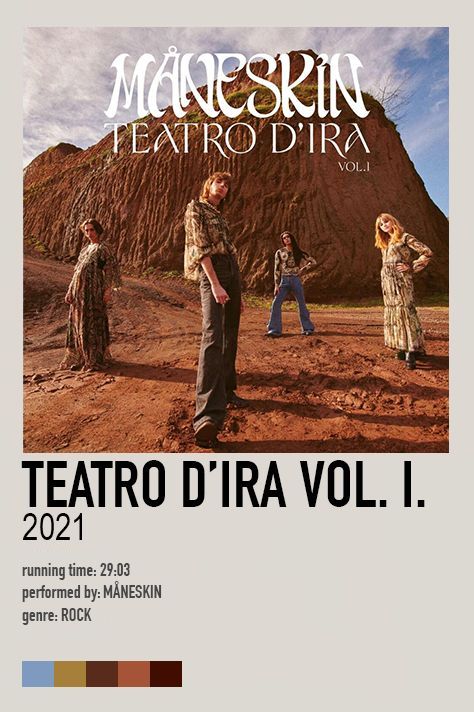 MÅNESKIN
TEATRO D'IRA
VOL.I
TEATRO D'IRA VOL. I.
2021
running time: 29:03
performed by: MÅNESKIN
genre: ROCK